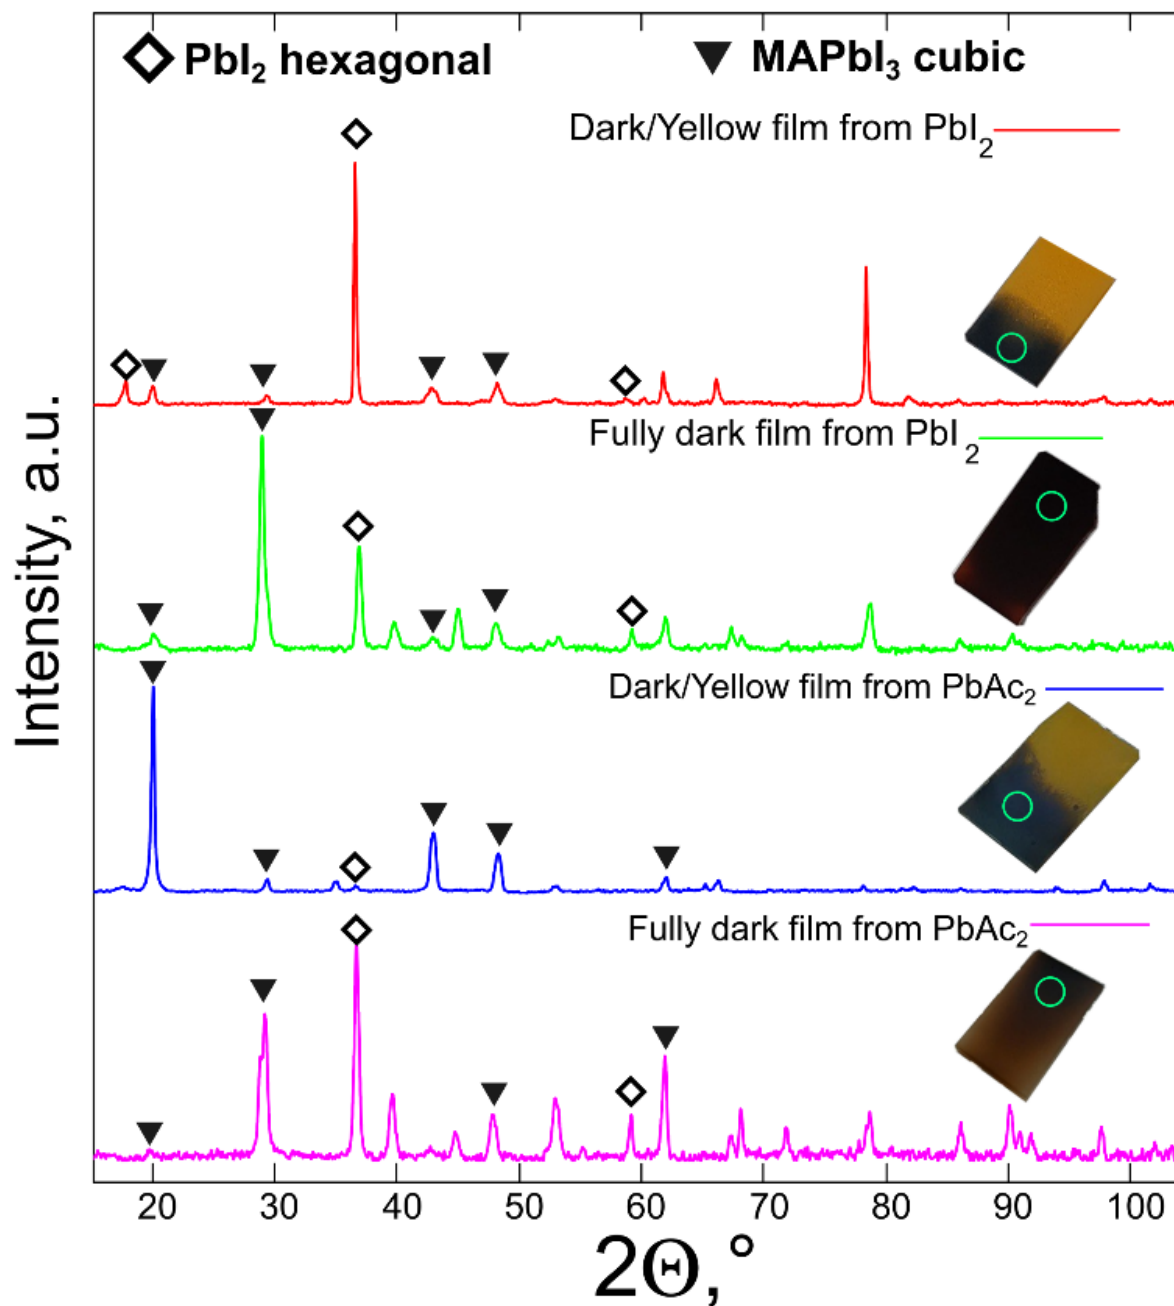 PbI₂ hexagonal
MAPbI₃ cubic
Dark/Yellow film from PbI₂
Fully dark film from PbI₂
Dark/Yellow film from PbAc₂
Fully dark film from PbAc₂
Intensity, a.u.
20 30 40 50 60 70 80 90 100
2Θ,°